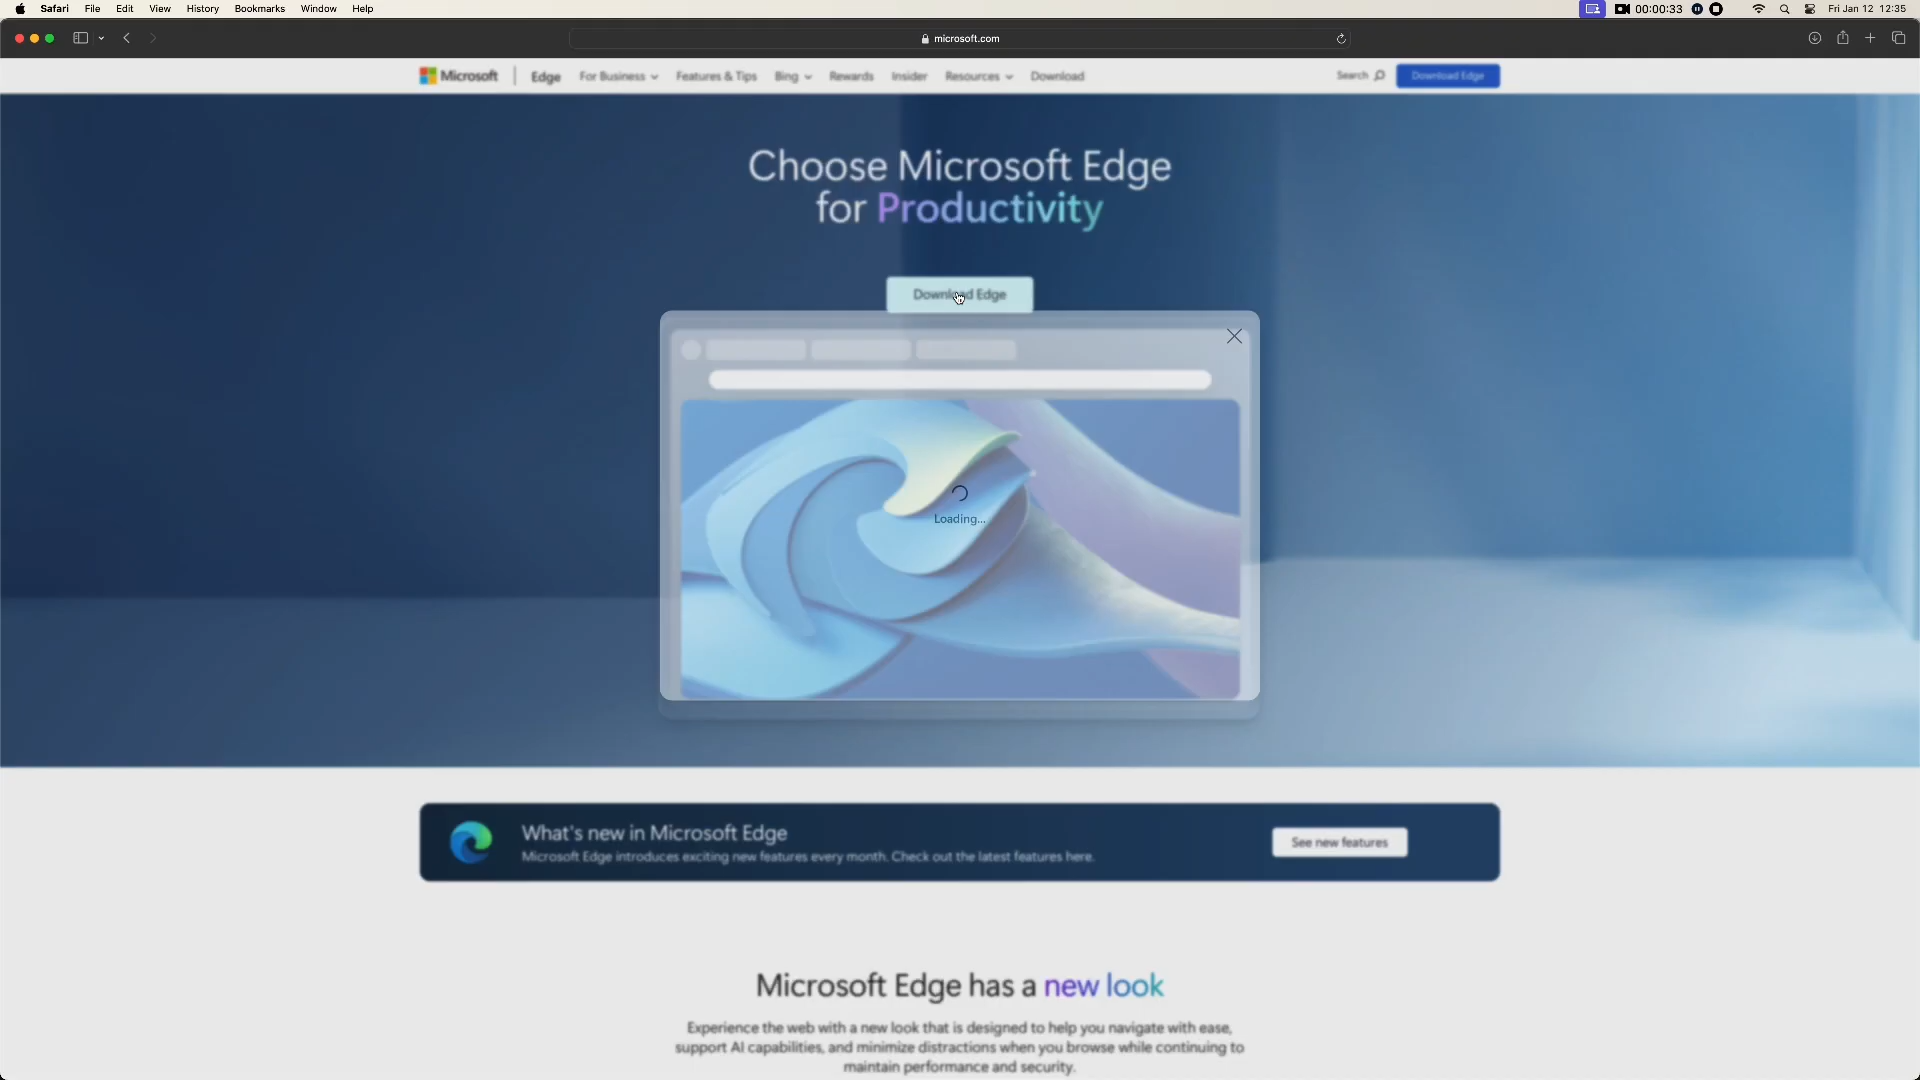 Safari File Edit View History Bookmarks Window Help 00:00:33 Fri Jan 12 12:35
microsoft.com
Microsoft Edge For Business Features & Tips Bing Rewards Insider Resources Download Search Download Edge
Choose Microsoft Edge
for Productivity
Download Edge
Loading...
What's new in Microsoft Edge
Microsoft Edge introduces exciting new features every month. Check out the latest features here.
See new features
Microsoft Edge has a new look
Experience the web with a new look that is designed to help you navigate with ease,
support AI capabilities, and minimize distractions when you browse while continuing to
maintain performance and security.